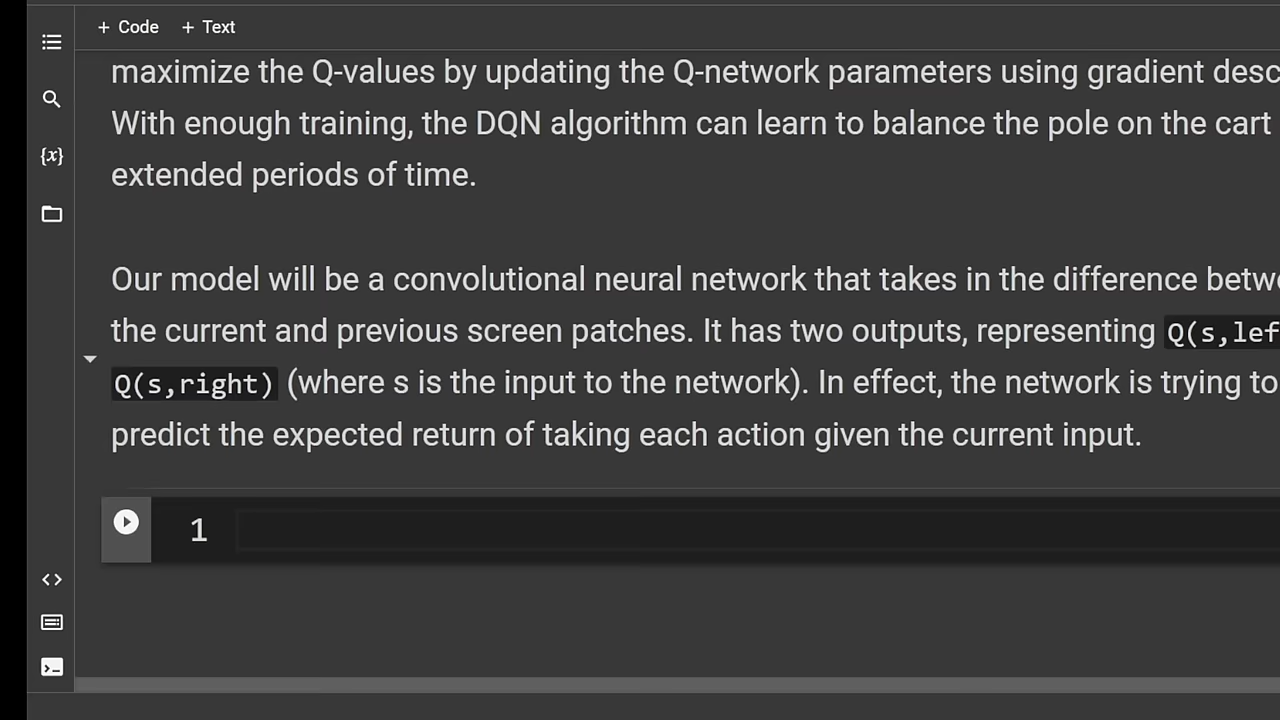 + Code + Text
maximize the Q-values by updating the Q-network parameters using gradient desc
With enough training, the DQN algorithm can learn to balance the pole on the cart
extended periods of time.
Our model will be a convolutional neural network that takes in the difference betwe
the current and previous screen patches. It has two outputs, representing Q(s,lef
Q(s,right) (where s is the input to the network). In effect, the network is trying to
predict the expected return of taking each action given the current input.
1